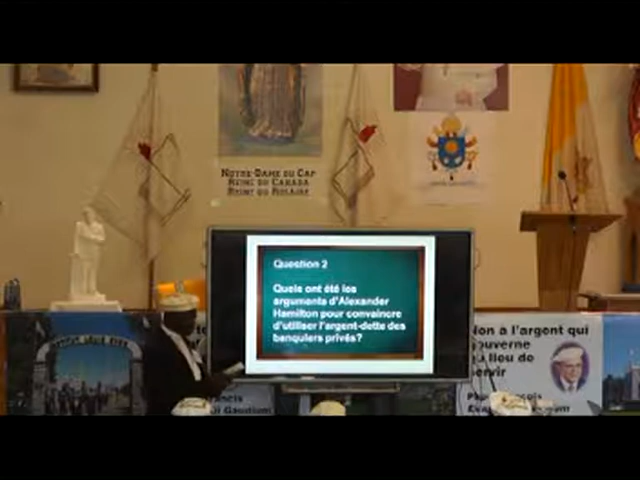 NOTRE-DAME DU CAP
REINE DU CANADA
REINE DU ROSAIRE
Question 2
Quels ont été les
arguments d'Alexander
Hamilton pour convaincre
d'utiliser l'argent-dette des
banquiers privés?
Non à l'argent qui
gouverne
au lieu de
servir